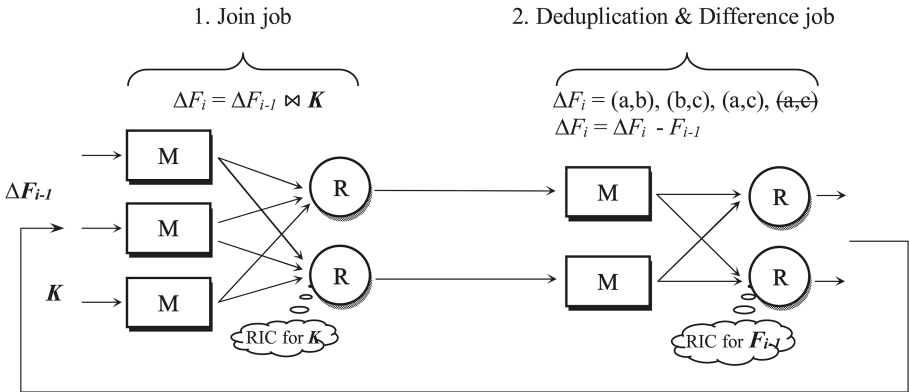 1. Join job
2. Deduplication & Difference job
ΔFi = ΔFi-1 ⋈ K
ΔFi = (a,b), (b,c), (a,c), (a,c)
ΔFi = ΔFi - Fi-1
M
R
M
R
ΔFi-1
M
K
M
R
M
R
RIC for K
RIC for Fi-1